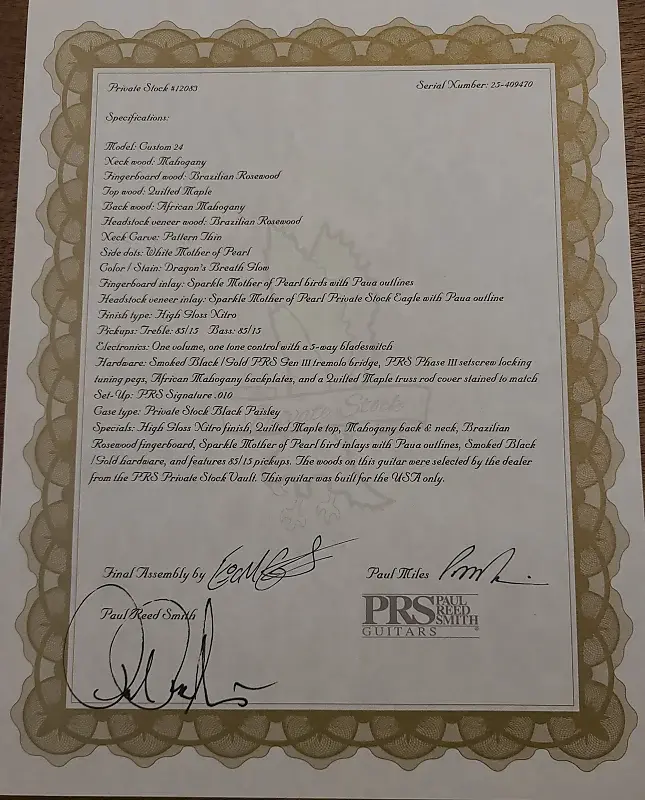 Private Stock #12083
Serial Number: 25-409470
Specifications:
Model: Custom 24
Neck wood: Mahogany
Fingerboard wood: Brazilian Rosewood
Top wood: Quilted Maple
Back wood: African Mahogany
Headstock veneer wood: Brazilian Rosewood
Neck Carve: Pattern Thin
Side dots: White Mother of Pearl
Color / Stain: Dragon's Breath Glow
Fingerboard inlay: Sparkle Mother of Pearl birds with Paua outlines
Headstock veneer inlay: Sparkle Mother of Pearl Private Stock Eagle with Paua outline
Finish type: High Gloss Nitro
Pickups: Treble: 85/15 Bass: 85/15
Electronics: One volume, one tone control with a 5-way bladeswitch
Hardware: Smoked Black / Gold PRS Gen III tremolo bridge, PRS Phase III setscrew locking
tuning pegs, African Mahogany backplates, and a Quilted Maple truss rod cover stained to match
Set-Up: PRS Signature .010
Case type: Private Stock Black Paisley
Specials: High Gloss Nitro finish, Quilted Maple top, Mahogany back & neck, Brazilian
Rosewood fingerboard, Sparkle Mother of Pearl bird inlays with Paua outlines, Smoked Black
/Gold hardware, and features 85/15 pickups. The woods on this guitar were selected by the dealer
from the PRS Private Stock Vault. This guitar was built for the USA only.
Final Assembly by
Paul Miles
Paul Reed Smith
PRS PAUL
REED
SMITH
GUITARS